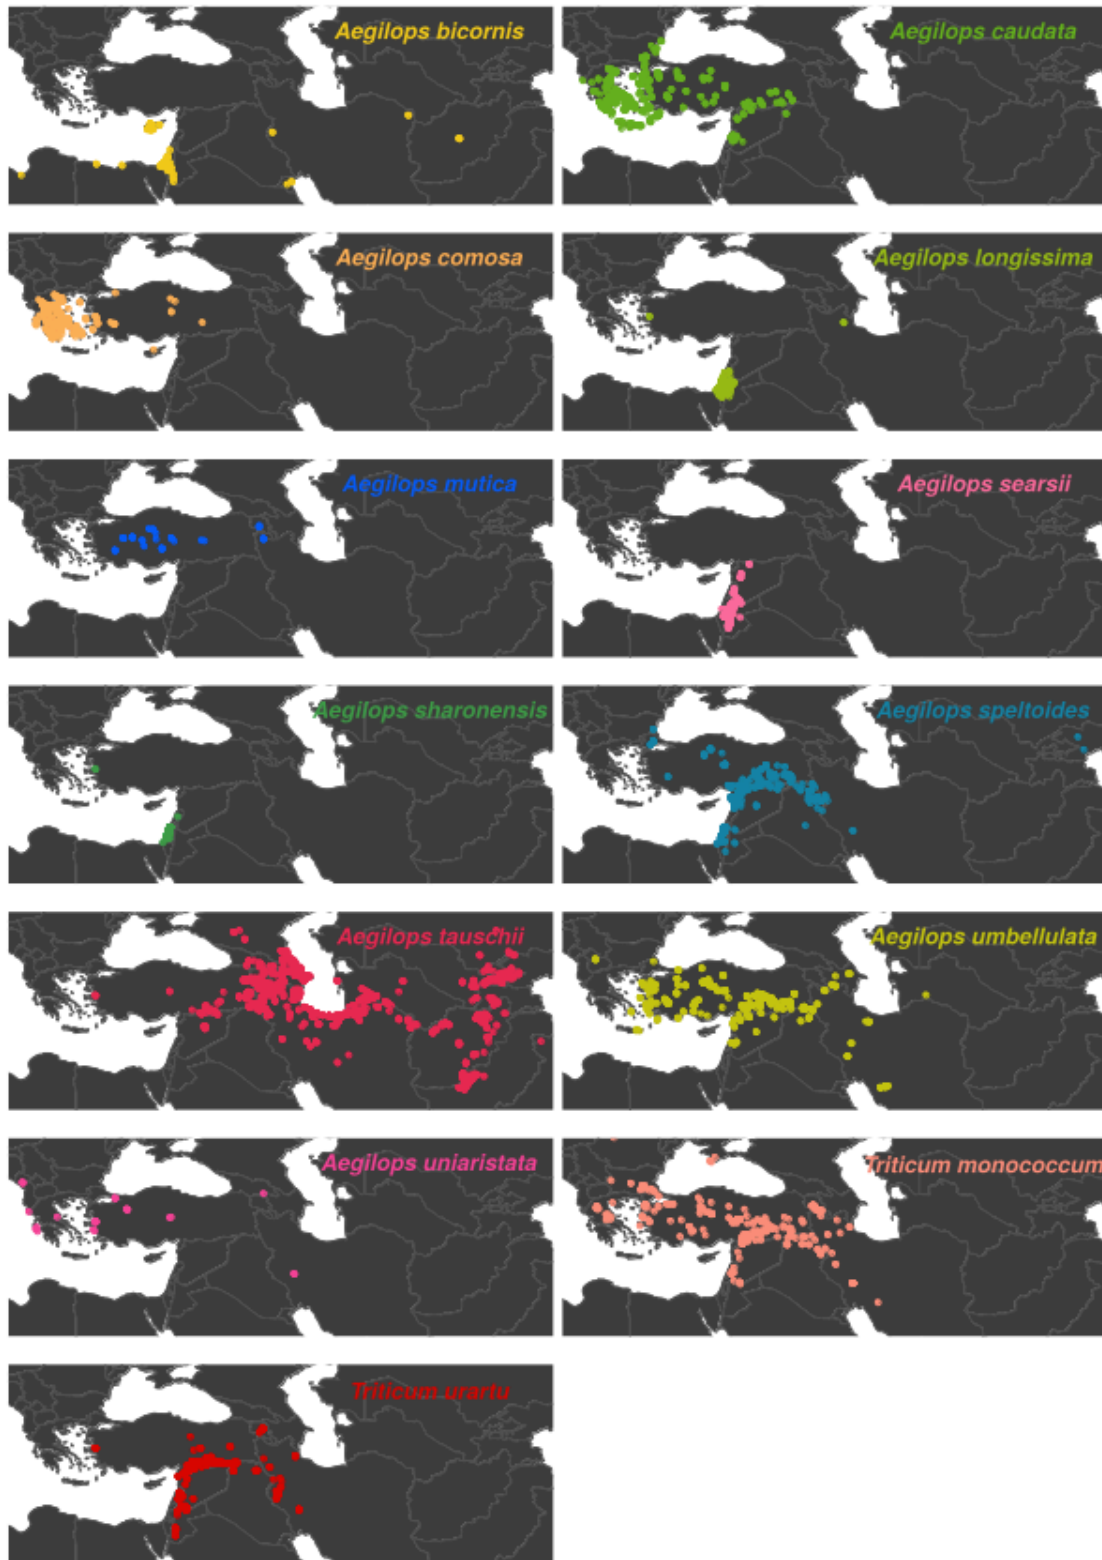 Aegilops bicornis
Aegilops caudata
Aegilops comosa
Aegilops longissima
Aegilops mutica
Aegilops searsii
Aegilops sharonensis
Aegilops speltoides
Aegilops tauschii
Aegilops umbellulata
Aegilops uniaristata
Triticum monococcum
Triticum urartu